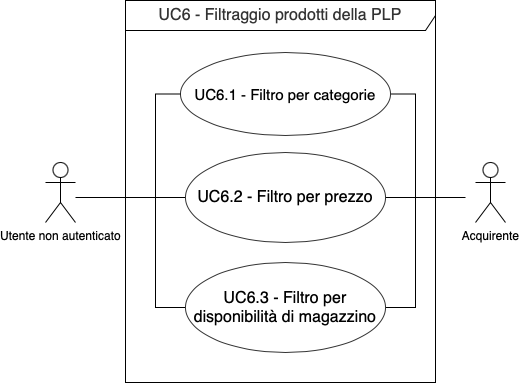 UC6 - Filtraggio prodotti della PLP
UC6.1 - Filtro per categorie
UC6.2 - Filtro per prezzo
Utente non autenticato
Acquirente
UC6.3 - Filtro per
disponibilità di magazzino